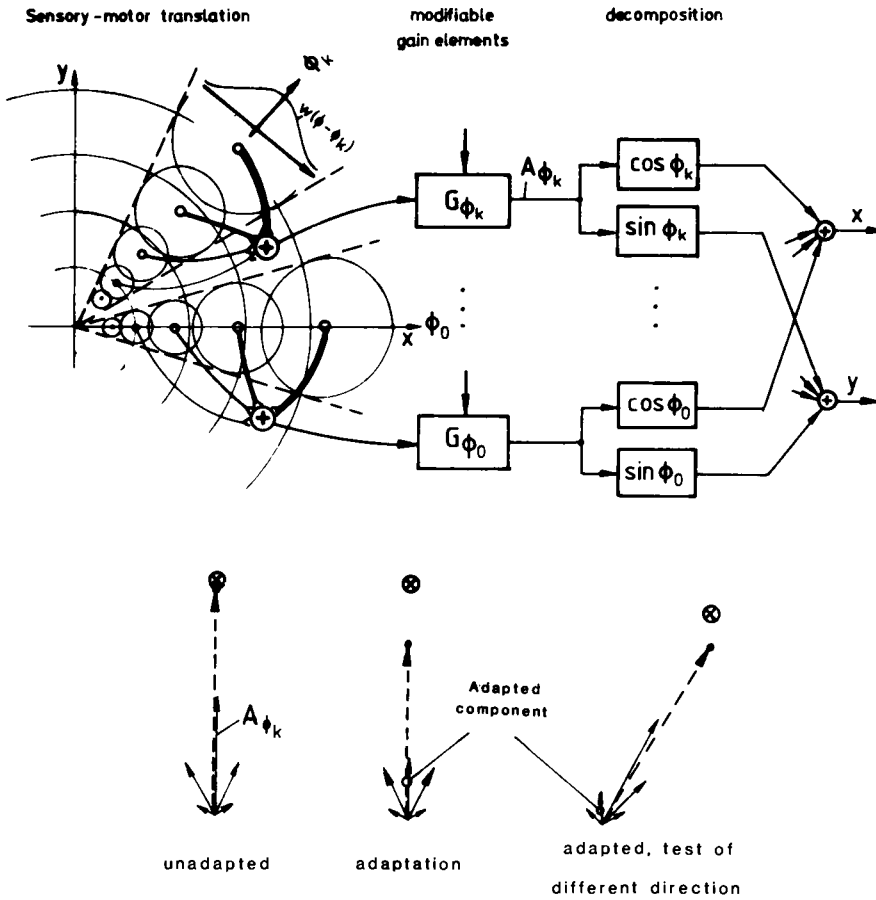 Sensory-motor translation
modifiable
gain elements
decomposition
y
Φk
w(ϕ-ϕk)
x
ϕ0
Gϕk
Aϕk
cos ϕk
sin ϕk
x
Gϕ0
cos ϕ0
sin ϕ0
y
Aϕk
Adapted
component
unadapted
adaptation
adapted, test of
different direction